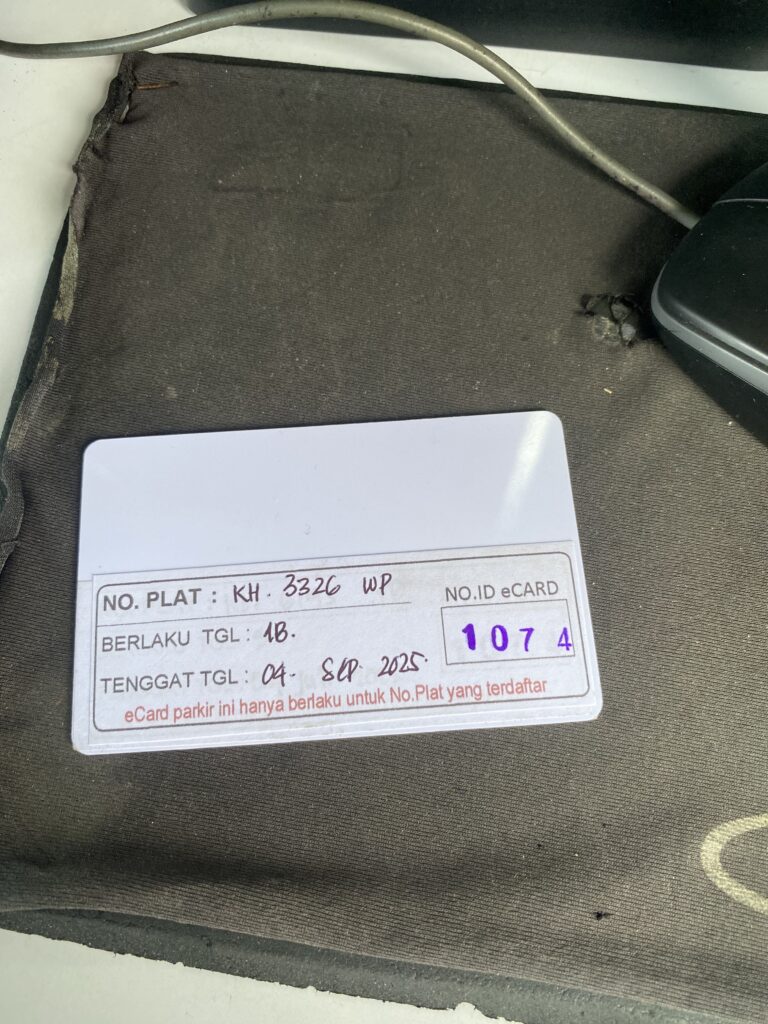 NO. PLAT : KH. 3326 WP
NO.ID eCARD
BERLAKU TGL : 1B.
1074
TENGGAT TGL : 04. SEP 2025.
eCard parkir ini hanya berlaku untuk No.Plat yang terdaftar